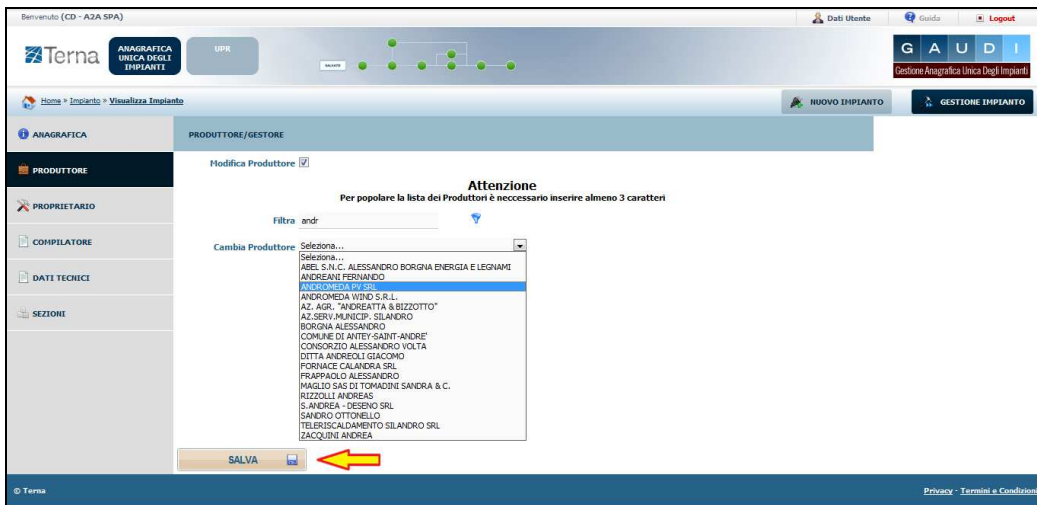 Benvenuto (CD - A2A SPA)
Dati Utente
Guida
Logout
Terna
ANAGRAFICA
UNICA DEGLI
IMPIANTI
UPR
G A U D I
Gestione Anagrafica Unica Degli Impianti
Home » Impianto » Visualizza Impianto
NUOVO IMPIANTO
GESTIONE IMPIANTO
ANAGRAFICA
PRODUTTORE
PROPRIETARIO
COMPILATORE
DATI TECNICI
SEZIONI
PRODUTTORE/GESTORE
Modifica Produttore
Attenzione
Per popolare la lista dei Produttori è neccessario inserire almeno 3 caratteri
Filtra andr
Cambia Produttore Seleziona...
Seleziona...
ABEL S.N.C. ALESSANDRO BORGNA ENERGIA E LEGNAMI
ANDREANI FERNANDO
ANDROMEDA PV SRL
ANDROMEDA WIND S.R.L.
AZ. AGR. "ANDREATTA & BIZZOTTO"
AZ.SERV.MUNICIP. SILANDRO
BORGNA ALESSANDRO
COMUNE DI ANTEY-SAINT-ANDRE'
CONSORZIO ALESSANDRO VOLTA
DITTA ANDREOLI GIACOMO
FORNACE CALANDRA SRL
FRAPPAOLO ALESSANDRO
MAGLIO SAS DI TOMADINI SANDRA & C.
RIZZOLLI ANDREAS
S.ANDREA - DESENO SRL
SANDRO OTTONELLO
TELERISCALDAMENTO SILANDRO SRL
ZACQUINI ANDREA
SALVA
© Terna
Privacy - Termini e Condizioni